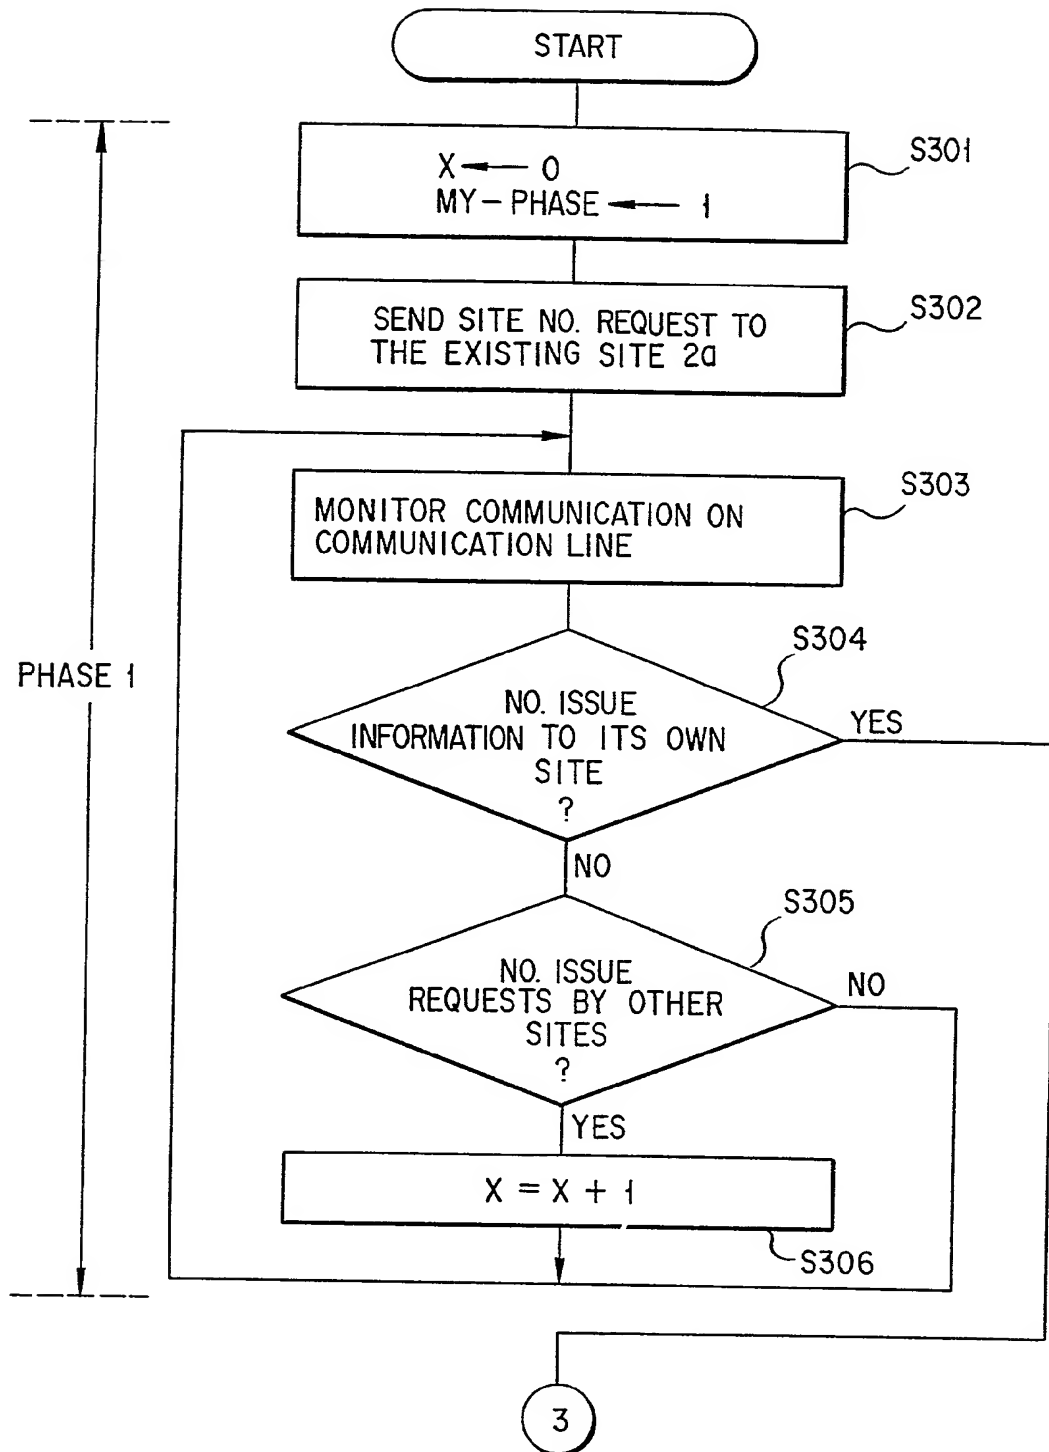 START
X ← 0
MY-PHASE ← 1
S301
SEND SITE NO. REQUEST TO
THE EXISTING SITE 2a
S302
MONITOR COMMUNICATION ON
COMMUNICATION LINE
S303
PHASE 1
NO. ISSUE
INFORMATION TO ITS OWN
SITE
?
S304
YES
NO
NO. ISSUE
REQUESTS BY OTHER
SITES
?
S305
NO
YES
X = X + 1
S306
3